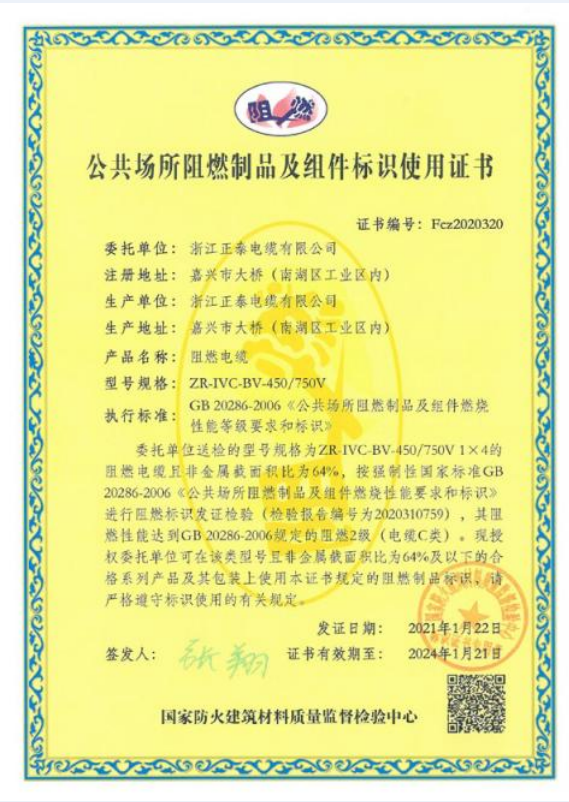 阻燃
公共场所阻燃制品及组件标识使用证书
证书编号：Fcz2020320
委托单位：浙江正泰电缆有限公司
注册地址：嘉兴市大桥（南湖区工业区内）
生产单位：浙江正泰电缆有限公司
生产地址：嘉兴市大桥（南湖区工业区内）
产品名称：阻燃电缆
型号规格：ZR-IVC-BV-450/750V
执行标准：GB 20286-2006《公共场所阻燃制品及组件燃烧
性能等级要求和标识》
委托单位送检的型号规格为ZR-IVC-BV-450/750V 1×4的
阻燃电缆且非金属截面积比为64%，按强制性国家标准GB
20286-2006《公共场所阻燃制品及组件燃烧性能要求和标识》
进行阻燃标识发证检验（检验报告编号为2020310759），其阻
燃性能达到GB 20286-2006规定的阻燃2级（电缆C类）。现授
权委托单位可在该类型号且非金属截面积比为64%及以下的合
格系列产品及其包装上使用本证书规定的阻燃制品标识，请
严格遵守标识使用的有关规定。
发证日期：2021年1月22日
签发人：张翔 证书有效期至：2024年1月21日
国家防火建筑材料质量监督检验中心